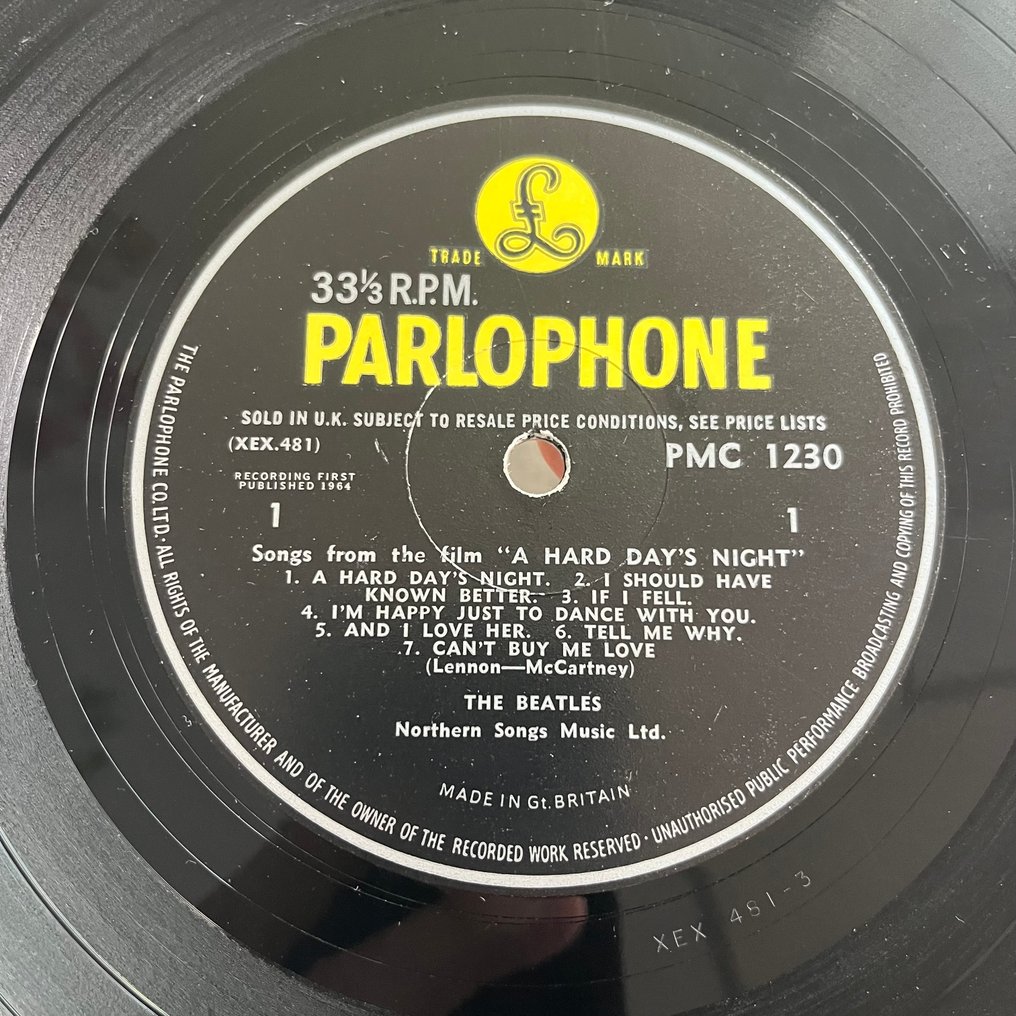 £
TRADE MARK
33⅓ R.P.M.
PARLOPHONE
SOLD IN U.K. SUBJECT TO RESALE PRICE CONDITIONS, SEE PRICE LISTS
(XEX.481)
PMC 1230
RECORDING FIRST
PUBLISHED 1964
1 1
Songs from the film "A HARD DAY'S NIGHT"
1. A HARD DAY'S NIGHT. 2. I SHOULD HAVE
KNOWN BETTER. 3. IF I FELL.
4. I'M HAPPY JUST TO DANCE WITH YOU.
5. AND I LOVE HER. 6. TELL ME WHY.
7. CAN'T BUY ME LOVE
(Lennon—McCartney)
THE BEATLES
Northern Songs Music Ltd.
MADE IN Gt. BRITAIN
THE PARLOPHONE CO. LTD. · ALL RIGHTS OF THE MANUFACTURER AND OF THE OWNER OF THE RECORDED WORK RESERVED · UNAUTHORISED PUBLIC PERFORMANCE BROADCASTING AND COPYING OF THIS RECORD PROHIBITED
XEX 481-3